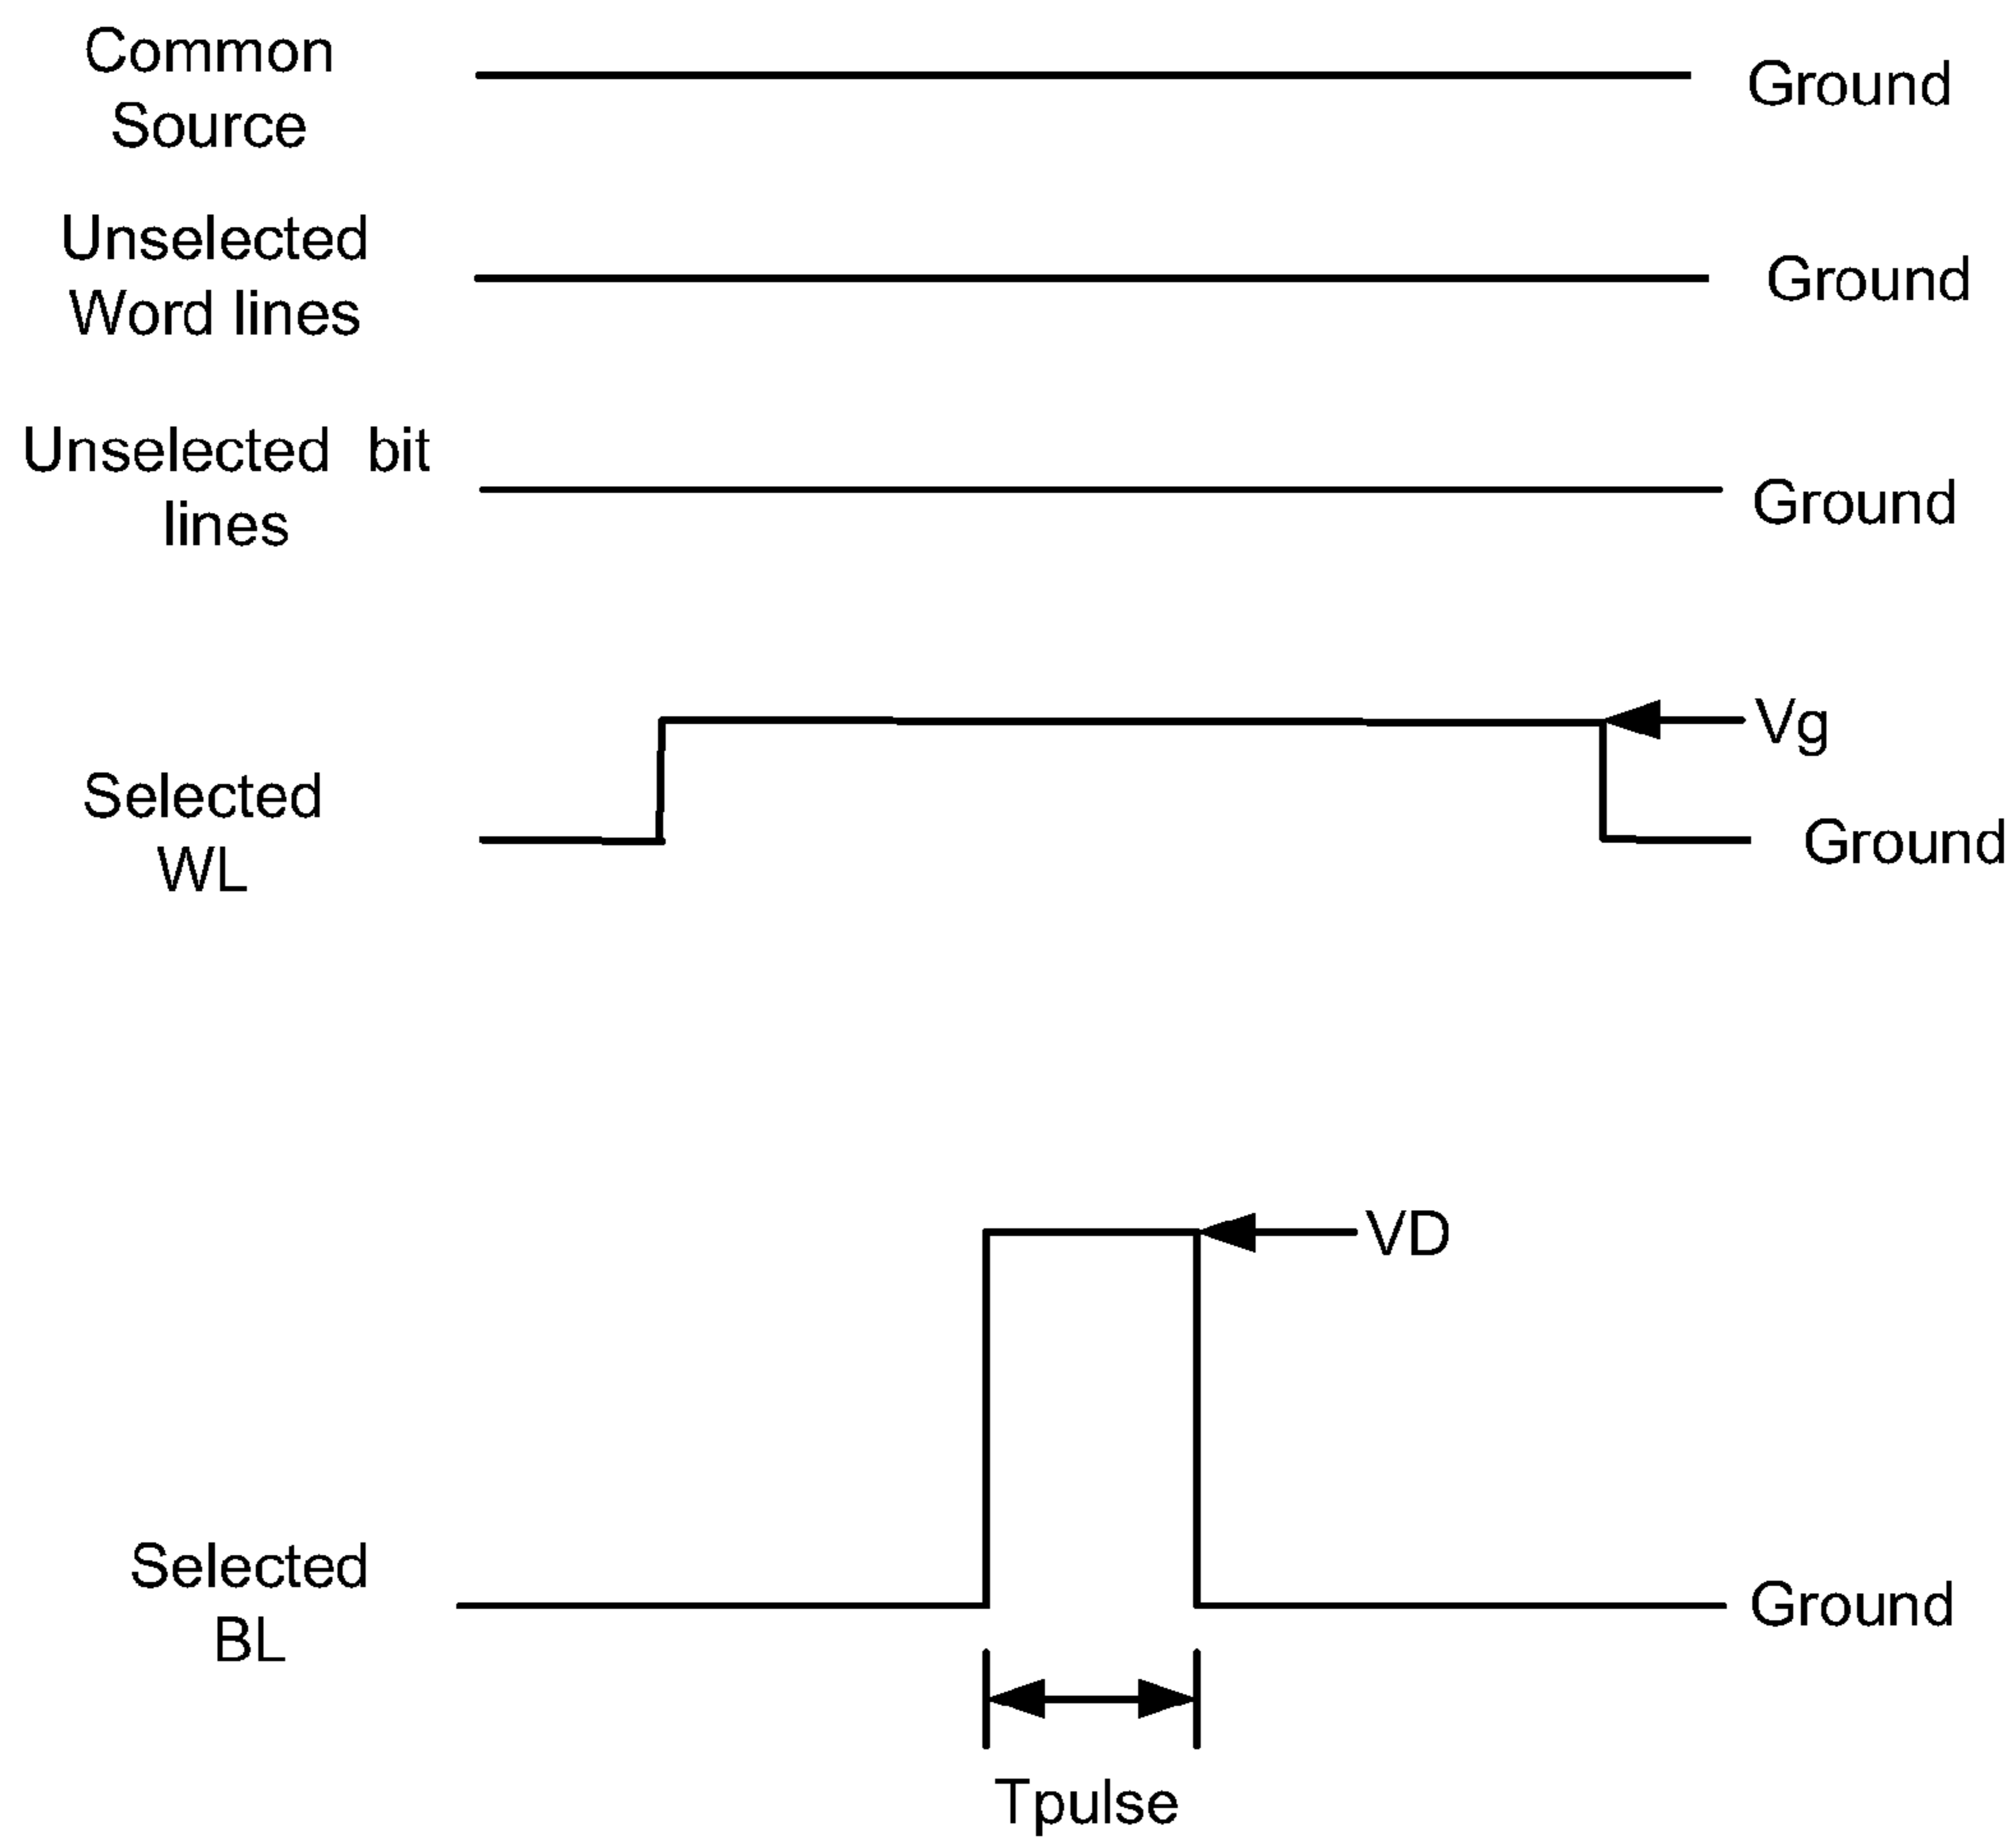 Common
Source
Ground
Unselected
Word lines
Ground
Unselected bit
lines
Ground
Vg
Selected
WL
Ground
VD
Selected
BL
Ground
Tpulse